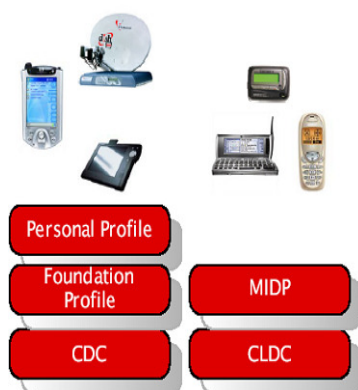 Personal Profile
Foundation
Profile
MIDP
CDC
CLDC